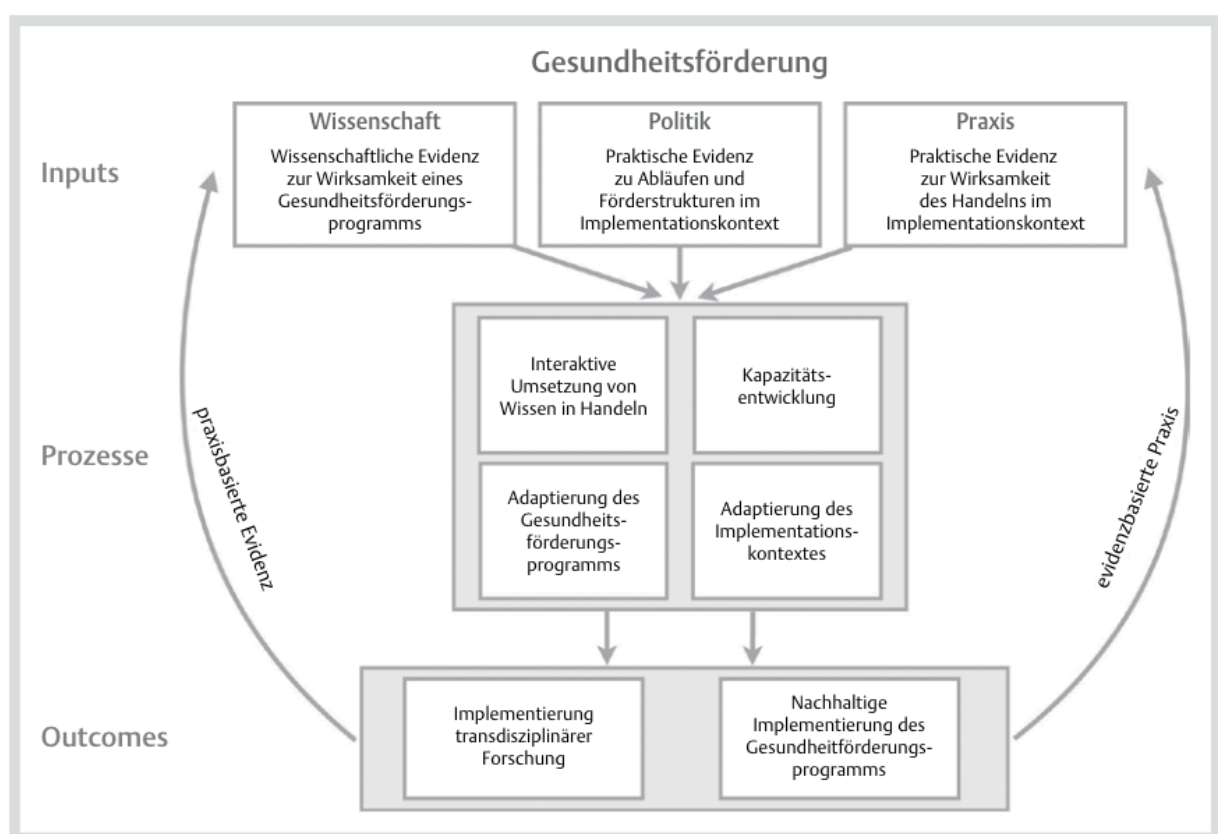 Gesundheitsförderung
Inputs
Wissenschaft
Wissenschaftliche Evidenz
zur Wirksamkeit eines
Gesundheitsförderungs-
programms
Politik
Praktische Evidenz
zu Abläufen und
Förderstrukturen im
Implementationskontext
Praxis
Praktische Evidenz
zur Wirksamkeit
des Handelns im
Implementationskontext
Prozesse
praxisbasierte Evidenz
Interaktive
Umsetzung von
Wissen in Handeln
Kapazitäts-
entwicklung
Adaptierung des
Gesundheits-
förderungs-
programms
Adaptierung des
Implementations-
kontextes
evidenzbasierte Praxis
Outcomes
Implementierung
transdisziplinärer
Forschung
Nachhaltige
Implementierung des
Gesundheitförderungs-
programms